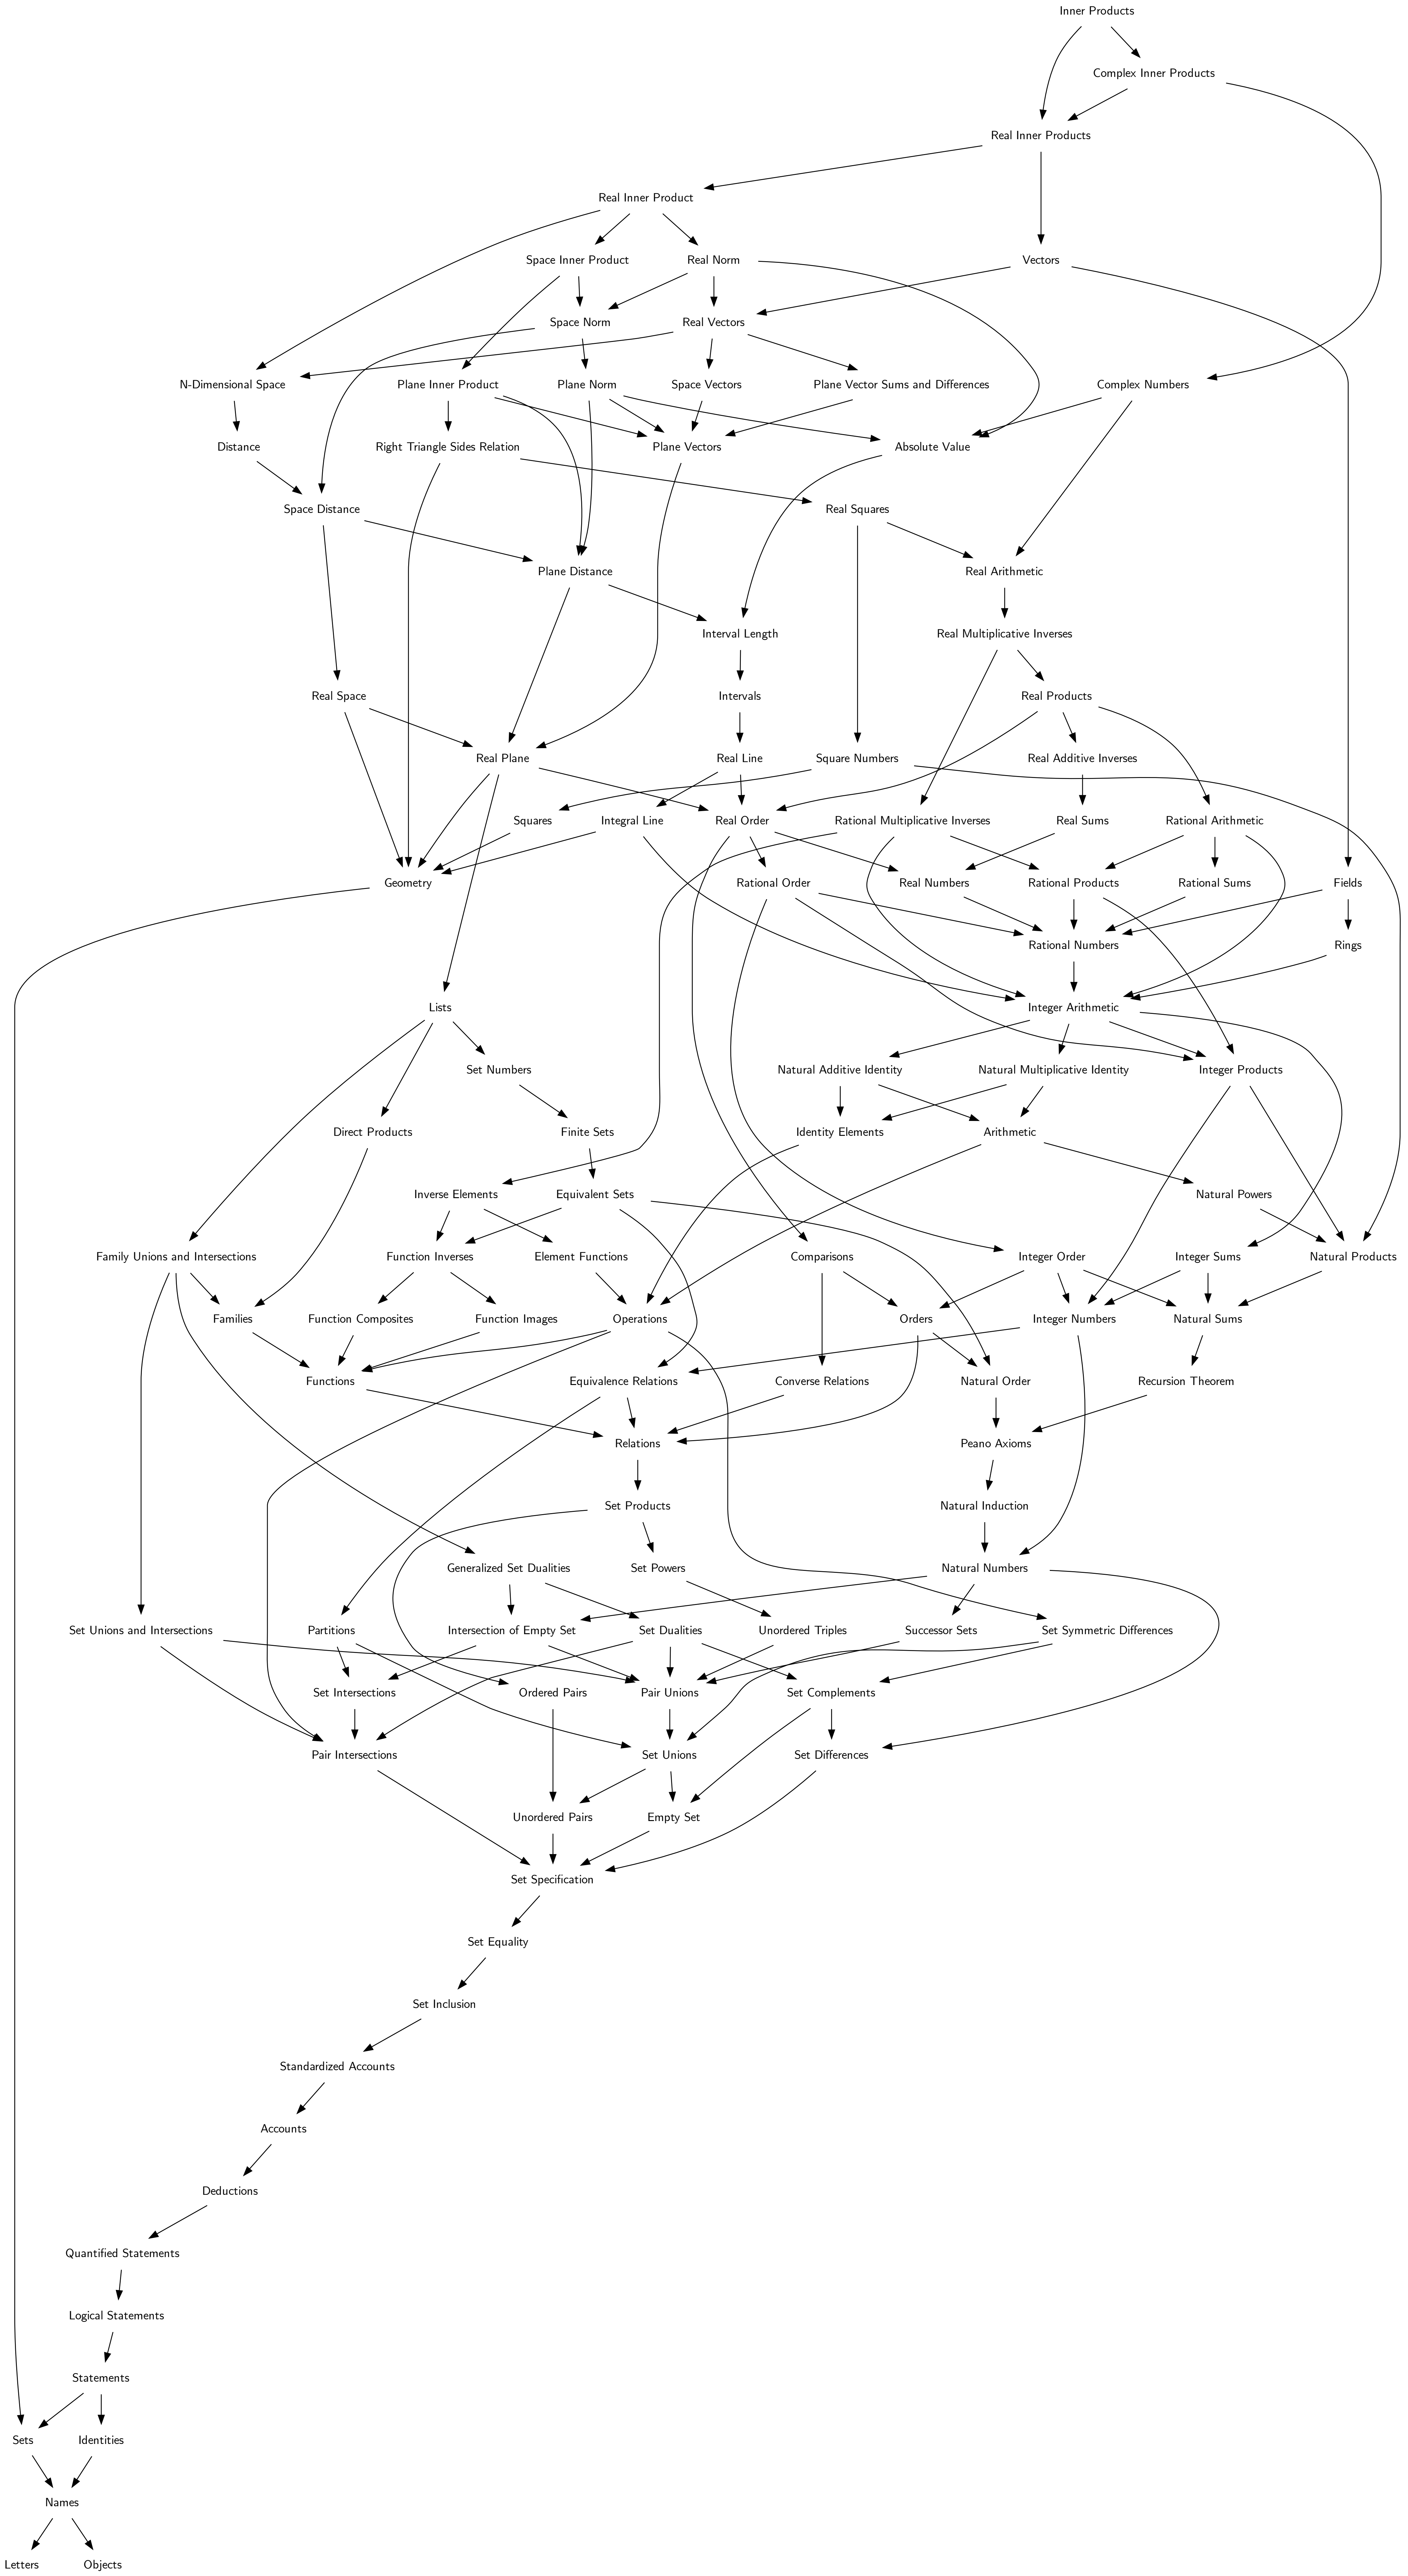 Inner Products
Complex Inner Products
Real Inner Products
Real Inner Product
Space Inner Product
Real Norm
Vectors
Space Norm
Real Vectors
N-Dimensional Space
Plane Inner Product
Plane Norm
Space Vectors
Plane Vector Sums and Differences
Complex Numbers
Distance
Right Triangle Sides Relation
Plane Vectors
Absolute Value
Space Distance
Real Squares
Plane Distance
Real Arithmetic
Interval Length
Real Multiplicative Inverses
Real Space
Intervals
Real Products
Real Plane
Real Line
Square Numbers
Real Additive Inverses
Squares
Integral Line
Real Order
Rational Multiplicative Inverses
Real Sums
Rational Arithmetic
Geometry
Rational Order
Real Numbers
Rational Products
Rational Sums
Fields
Rational Numbers
Rings
Lists
Integer Arithmetic
Set Numbers
Natural Additive Identity
Natural Multiplicative Identity
Integer Products
Direct Products
Finite Sets
Identity Elements
Arithmetic
Inverse Elements
Equivalent Sets
Natural Powers
Family Unions and Intersections
Function Inverses
Element Functions
Comparisons
Integer Order
Integer Sums
Natural Products
Families
Function Composites
Function Images
Operations
Orders
Integer Numbers
Natural Sums
Functions
Equivalence Relations
Converse Relations
Natural Order
Recursion Theorem
Relations
Peano Axioms
Set Products
Natural Induction
Generalized Set Dualities
Set Powers
Natural Numbers
Set Unions and Intersections
Partitions
Intersection of Empty Set
Set Dualities
Unordered Triples
Successor Sets
Set Symmetric Differences
Set Intersections
Ordered Pairs
Pair Unions
Set Complements
Pair Intersections
Set Unions
Set Differences
Unordered Pairs
Empty Set
Set Specification
Set Equality
Set Inclusion
Standardized Accounts
Accounts
Deductions
Quantified Statements
Logical Statements
Statements
Sets
Identities
Names
Letters
Objects